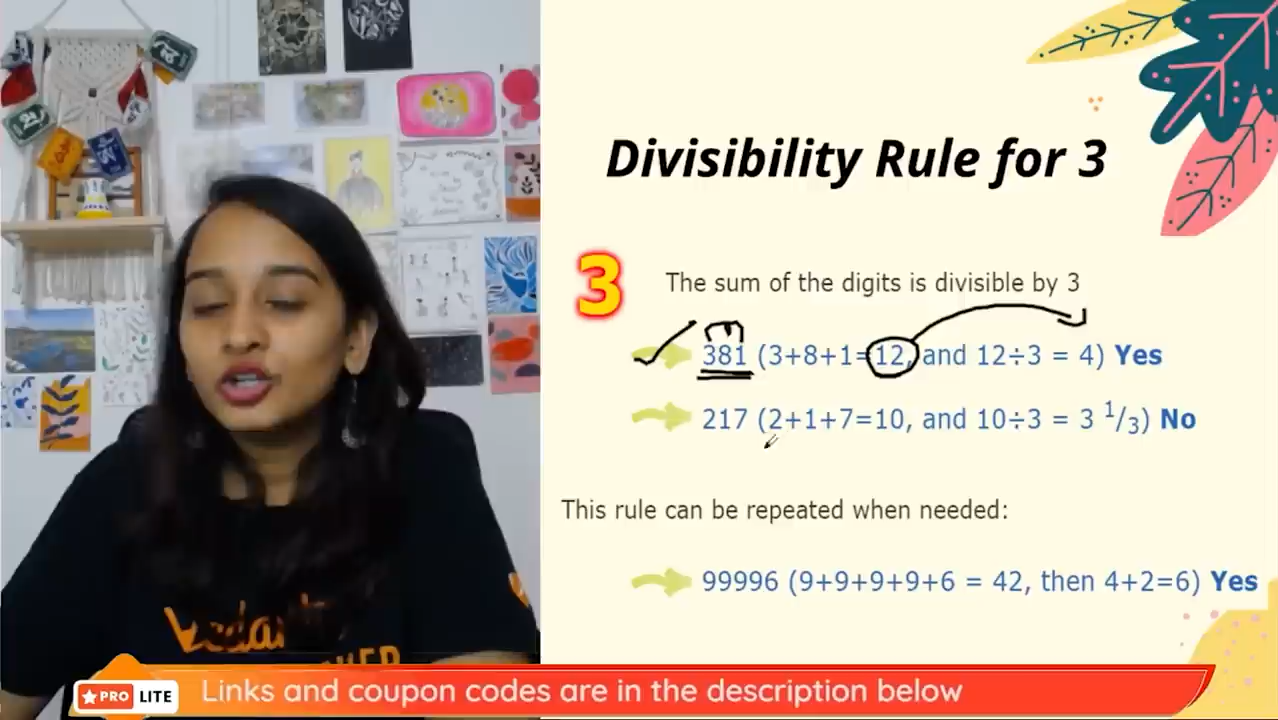 Divisibility Rule for 3
3 The sum of the digits is divisible by 3
381 (3+8+1=12, and 12÷3 = 4) Yes
217 (2+1+7=10, and 10÷3 = 3 1/3) No
This rule can be repeated when needed:
99996 (9+9+9+9+6 = 42, then 4+2=6) Yes
PRO LITE Links and coupon codes are in the description below